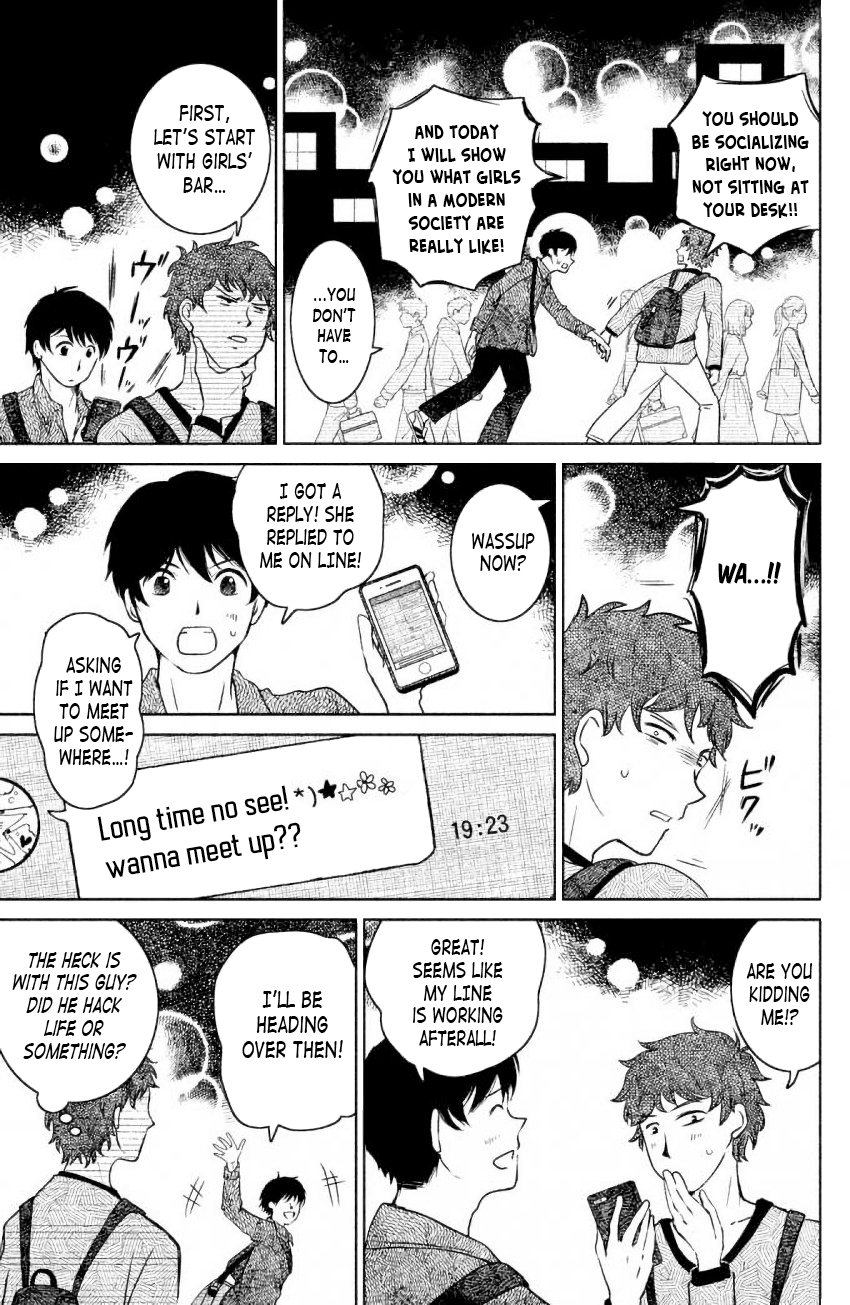 YOU SHOULD
BE SOCIALIZING
RIGHT NOW,
NOT SITTING AT
YOUR DESK!!
AND TODAY
I WILL SHOW
YOU WHAT GIRLS
IN A MODERN
SOCIETY ARE
REALLY LIKE!
...YOU
DON'T
HAVE
TO...
FIRST,
LET'S START
WITH GIRLS'
BAR...
ヴーッ
ヴーッ
WA...!!
ビクッ
WASSUP
NOW?
I GOT A
REPLY! SHE
REPLIED TO
ME ON LINE!
ASKING
IF I WANT
TO MEET
UP SOME-
WHERE...!
Long time no see! *)★☆
wanna meet up??
19:23
ARE YOU
KIDDING
ME!?
GREAT!
SEEMS LIKE
MY LINE
IS WORKING
AFTERALL!
I'LL BE
HEADING
OVER THEN!
THE HECK IS
WITH THIS GUY?
DID HE HACK
LIFE OR
SOMETHING?